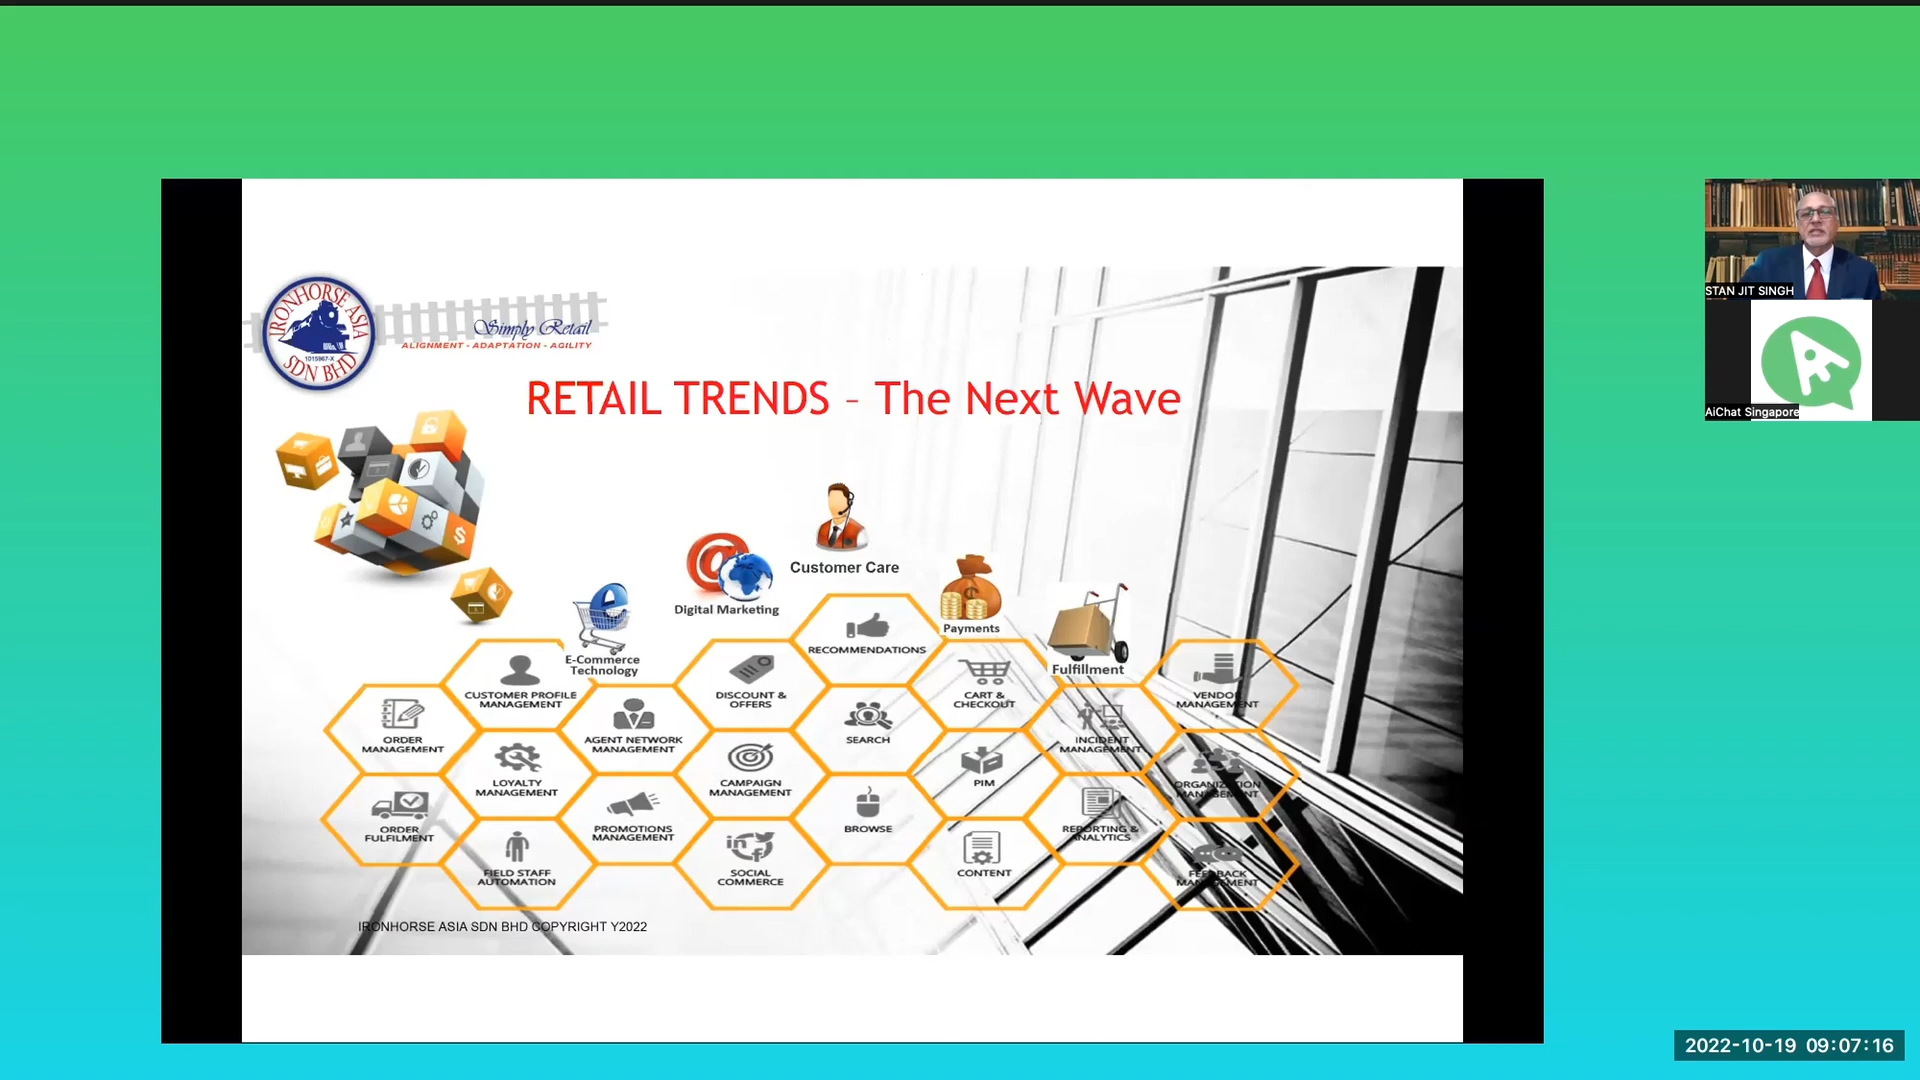 IRONHORSE ASIA
1015967-X
SDN BHD
Simply Retail
ALIGNMENT - ADAPTATION - AGILITY
RETAIL TRENDS – The Next Wave
Customer Care
Digital Marketing
Payments
E-Commerce
Technology
Fulfillment
RECOMMENDATIONS
CUSTOMER PROFILE
MANAGEMENT
DISCOUNT &
OFFERS
CART &
CHECKOUT
VENDOR
MANAGEMENT
ORDER
MANAGEMENT
AGENT NETWORK
MANAGEMENT
SEARCH
INCIDENT
MANAGEMENT
LOYALTY
MANAGEMENT
CAMPAIGN
MANAGEMENT
PIM
ORGANIZATION
MANAGEMENT
ORDER
FULFILMENT
PROMOTIONS
MANAGEMENT
BROWSE
REPORTING &
ANALYTICS
FIELD STAFF
AUTOMATION
SOCIAL
COMMERCE
CONTENT
FEEDBACK
MANAGEMENT
IRONHORSE ASIA SDN BHD COPYRIGHT Y2022
STAN JIT SINGH
AiChat Singapore
2022-10-19 09:07:16